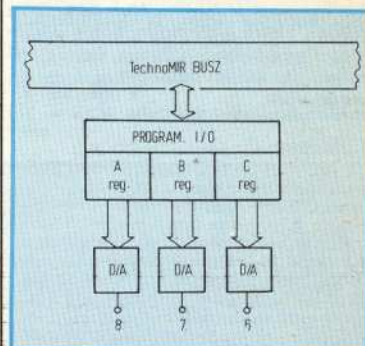 TechnoMIR BUSZ
PROGRAM. I/O
A B C
reg. reg. reg.
D/A D/A D/A
8 7 6